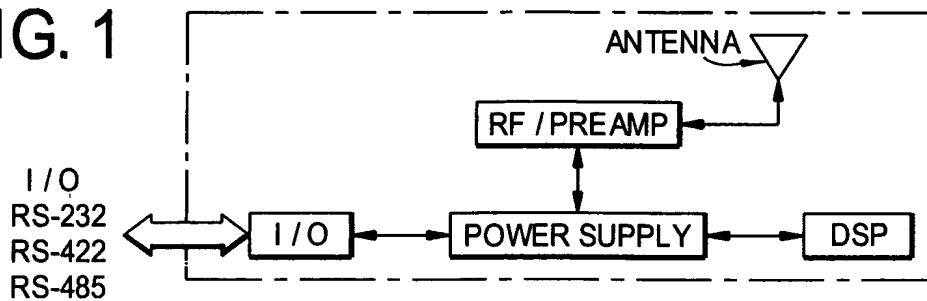 IG. 1
ANTENNA
RF / PREAMP
I / O
RS-232
RS-422
RS-485
I / O
POWER SUPPLY
DSP